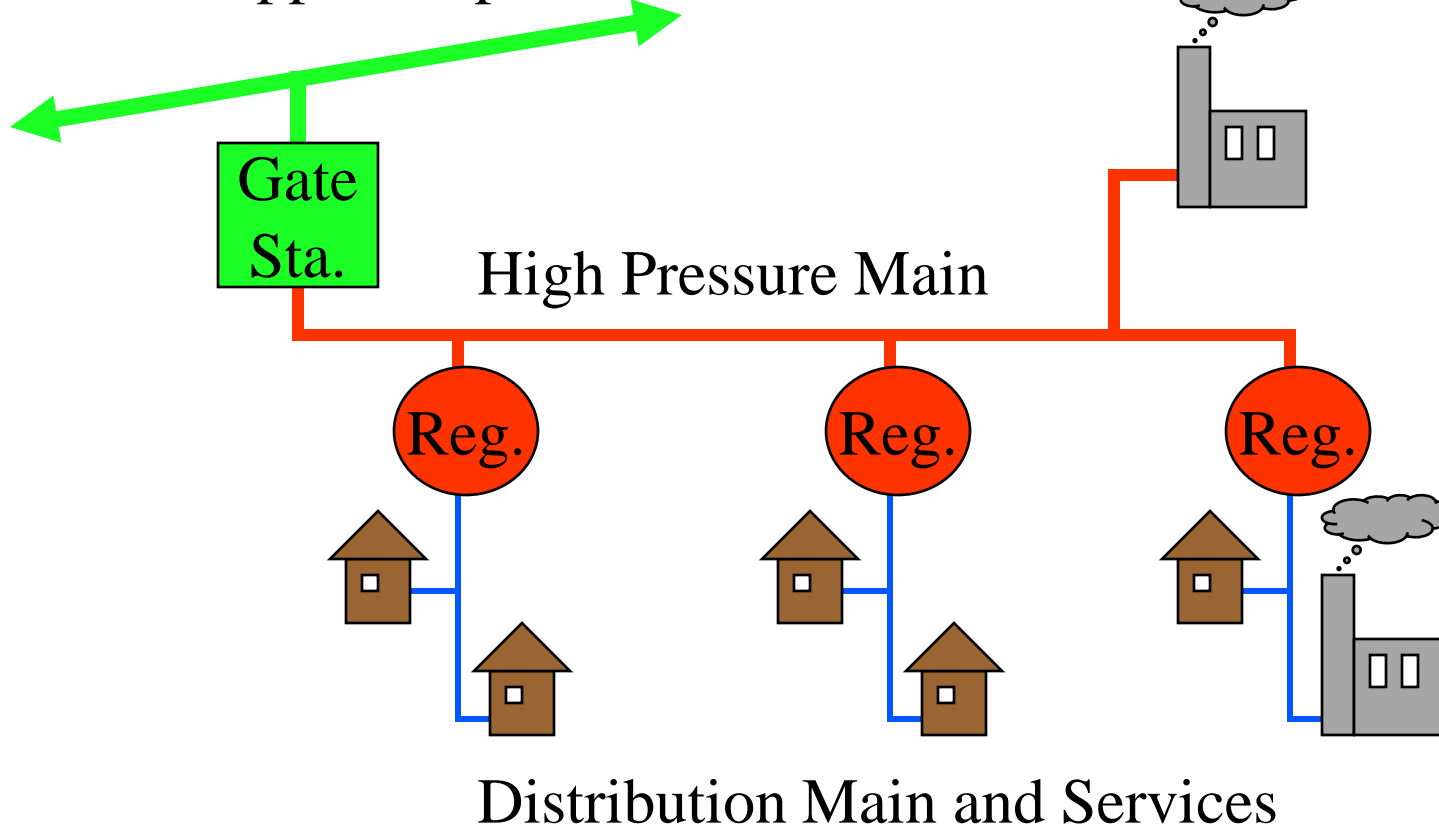 Gate
Sta.
High Pressure Main
Reg. Reg. Reg.
Distribution Main and Services